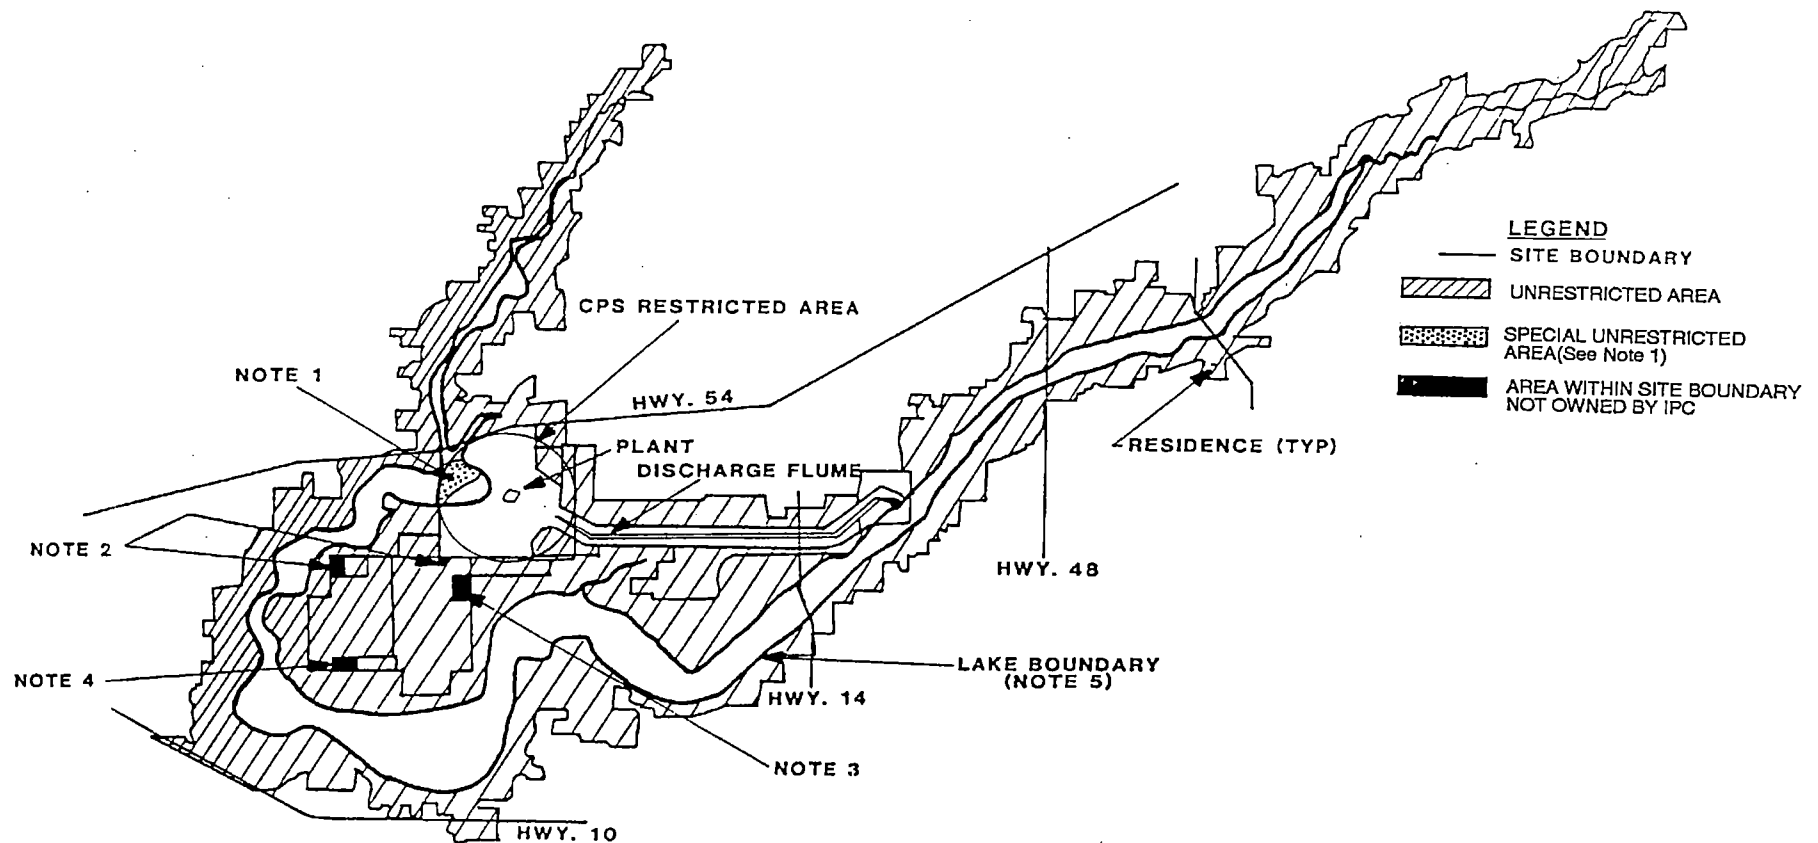 LEGEND
SITE BOUNDARY
UNRESTRICTED AREA
SPECIAL UNRESTRICTED
AREA(See Note 1)
AREA WITHIN SITE BOUNDARY
NOT OWNED BY IPC
CPS RESTRICTED AREA
NOTE 1
HWY. 54
PLANT
DISCHARGE FLUME
RESIDENCE (TYP)
NOTE 2
HWY. 48
NOTE 4
LAKE BOUNDARY
(NOTE 5)
HWY. 14
NOTE 3
HWY. 10